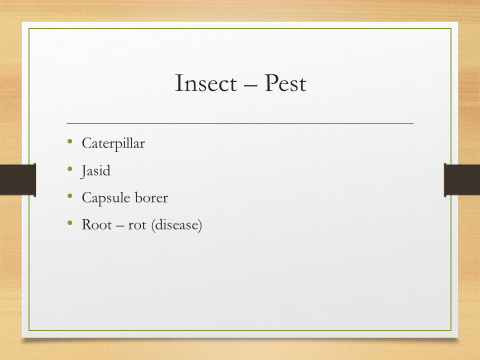 Insect – Pest
• Caterpillar
• Jasid
• Capsule borer
• Root – rot (disease)